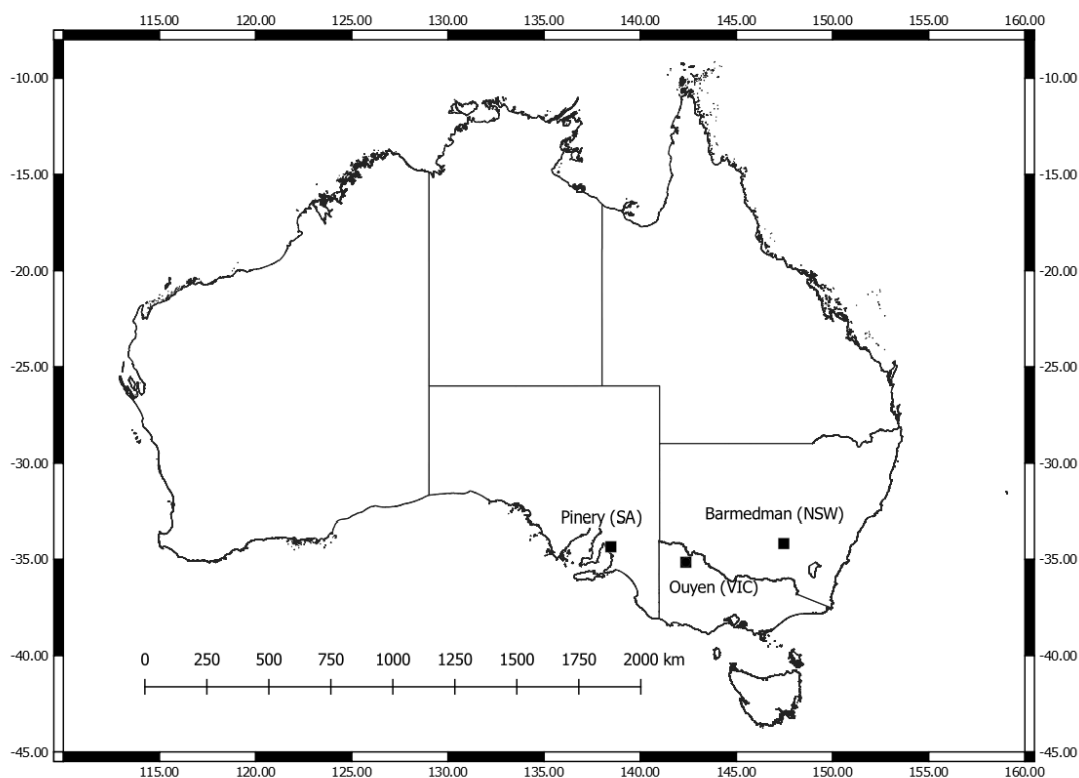 115.00 120.00 125.00 130.00 135.00 140.00 145.00 150.00 155.00 160.00
-10.00 -10.00
-15.00 -15.00
-20.00 -20.00
-25.00 -25.00
-30.00 -30.00
Barmedman (NSW)
Pinery (SA)
-35.00 -35.00
Ouyen (VIC)
-40.00 -40.00
0 250 500 750 1000 1250 1500 1750 2000 km
-45.00 -45.00
115.00 120.00 125.00 130.00 135.00 140.00 145.00 150.00 155.00 160.00